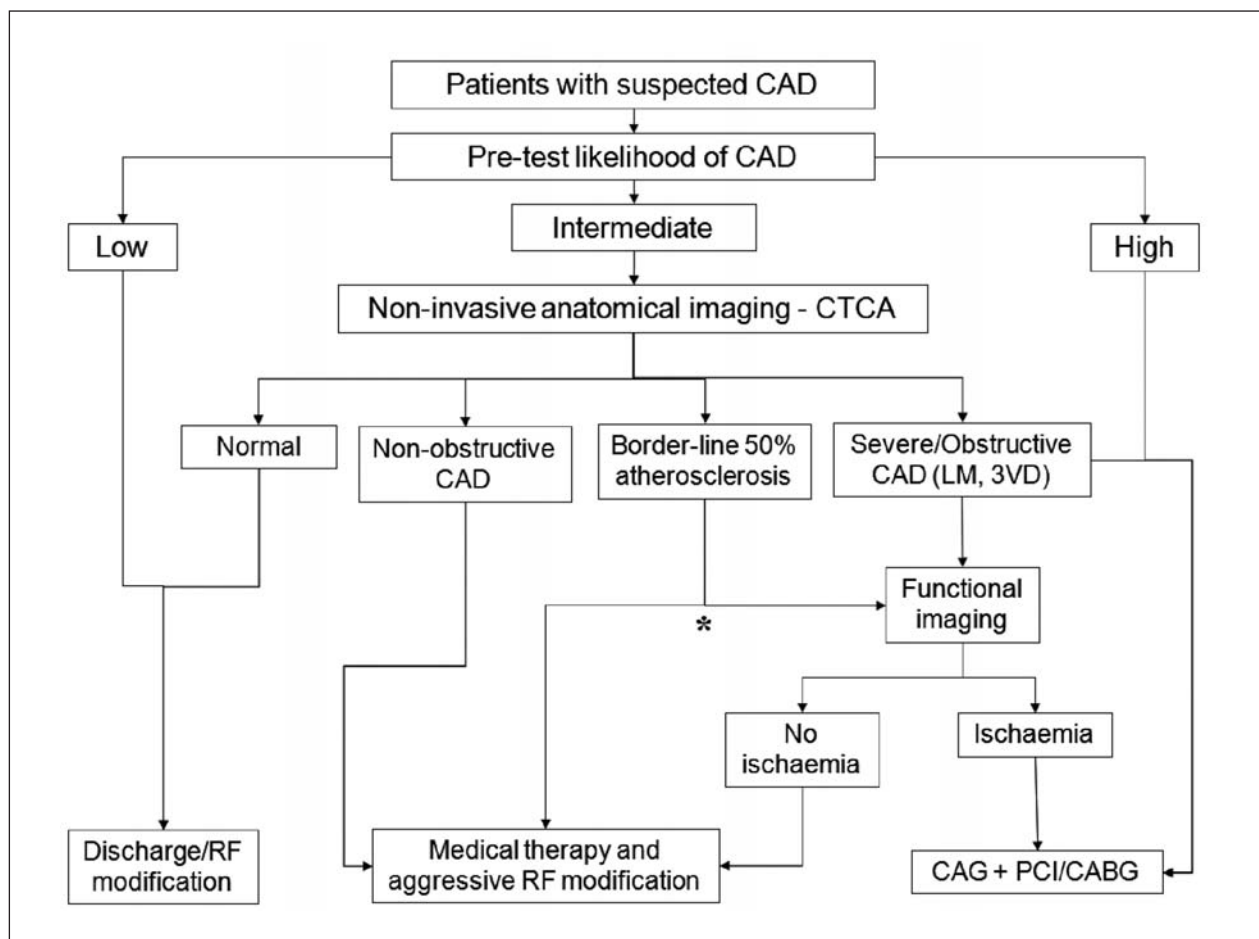 Patients with suspected CAD
Pre-test likelihood of CAD
Low
Intermediate
High
Non-invasive anatomical imaging - CTCA
Normal
Non-obstructive
CAD
Border-line 50%
atherosclerosis
Severe/Obstructive
CAD (LM, 3VD)
Functional
imaging
*
No
ischaemia
Ischaemia
Discharge/RF
modification
Medical therapy and
aggressive RF modification
CAG + PCI/CABG